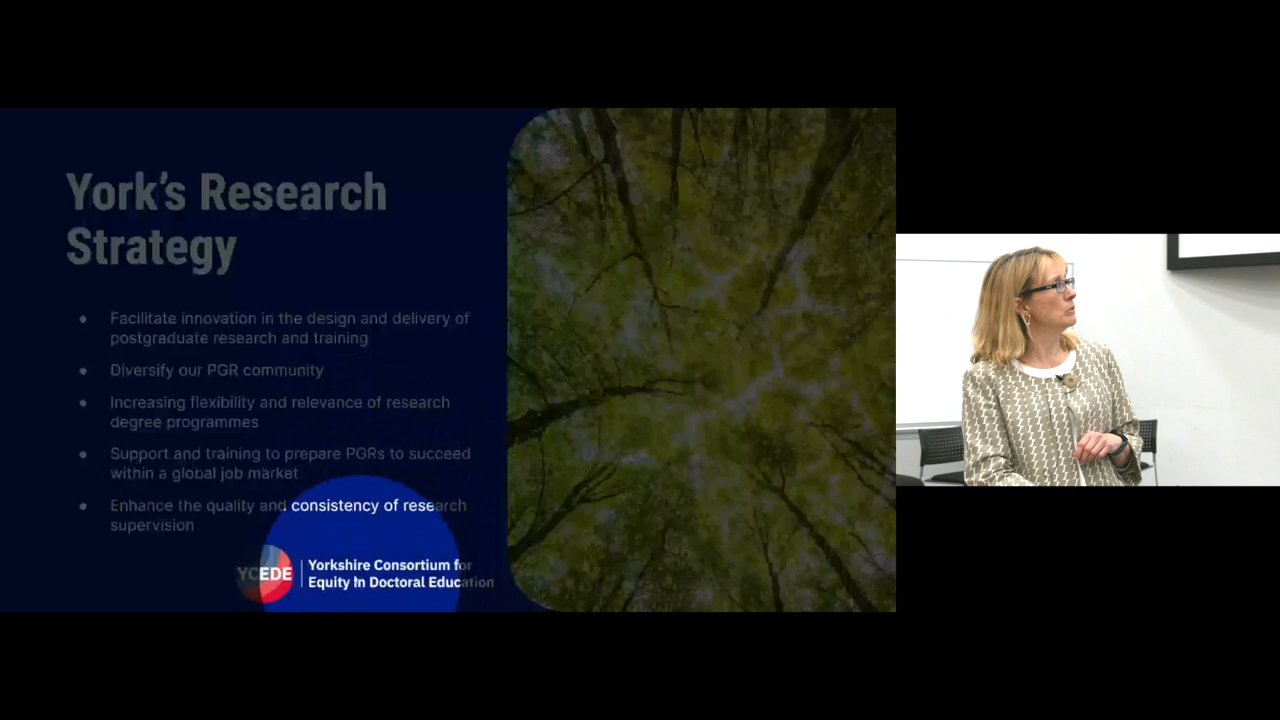 York's Research
Strategy
Facilitate innovation in the design and delivery of
postgraduate research and training
Diversify our PGR community
Increasing flexibility and relevance of research
degree programmes
Support and training to prepare PGRs to succeed
within a global job market
Enhance the quality and consistency of research
supervision
YCEDE
Yorkshire Consortium for
Equity in Doctoral Education